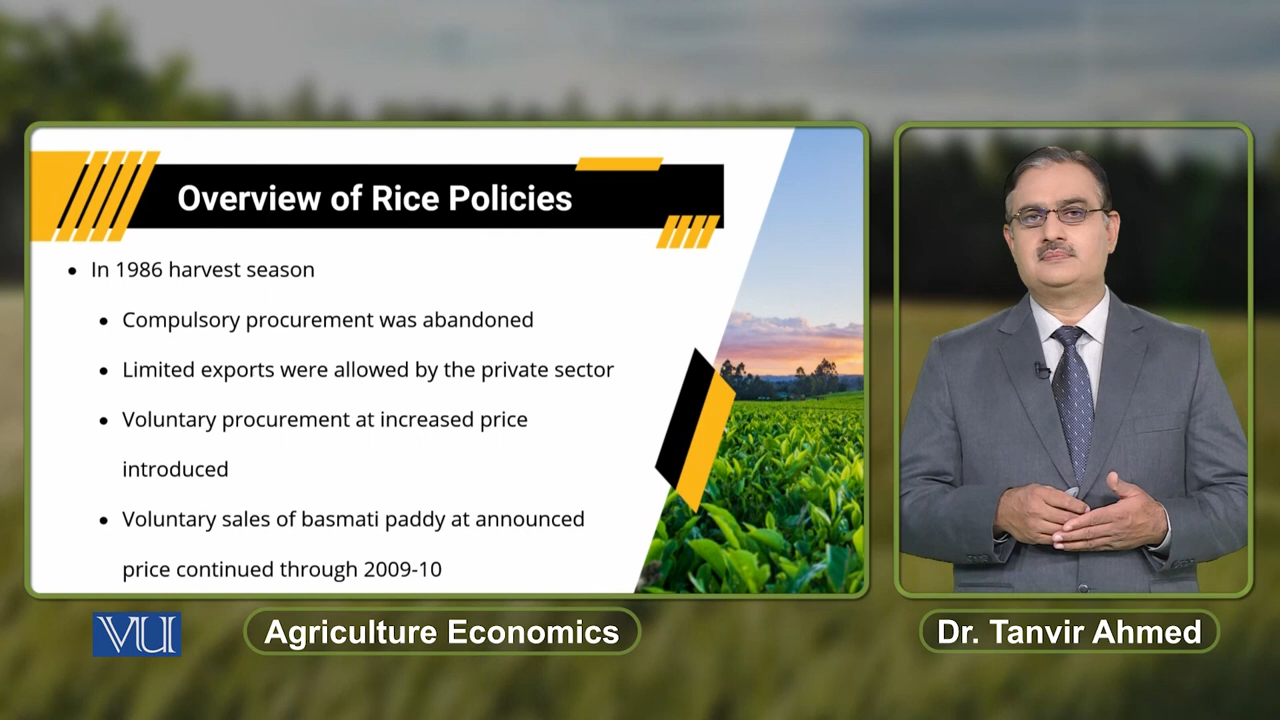 Overview of Rice Policies
• In 1986 harvest season
• Compulsory procurement was abandoned
• Limited exports were allowed by the private sector
• Voluntary procurement at increased price
introduced
• Voluntary sales of basmati paddy at announced
price continued through 2009-10
VU
Agriculture Economics
Dr. Tanvir Ahmed